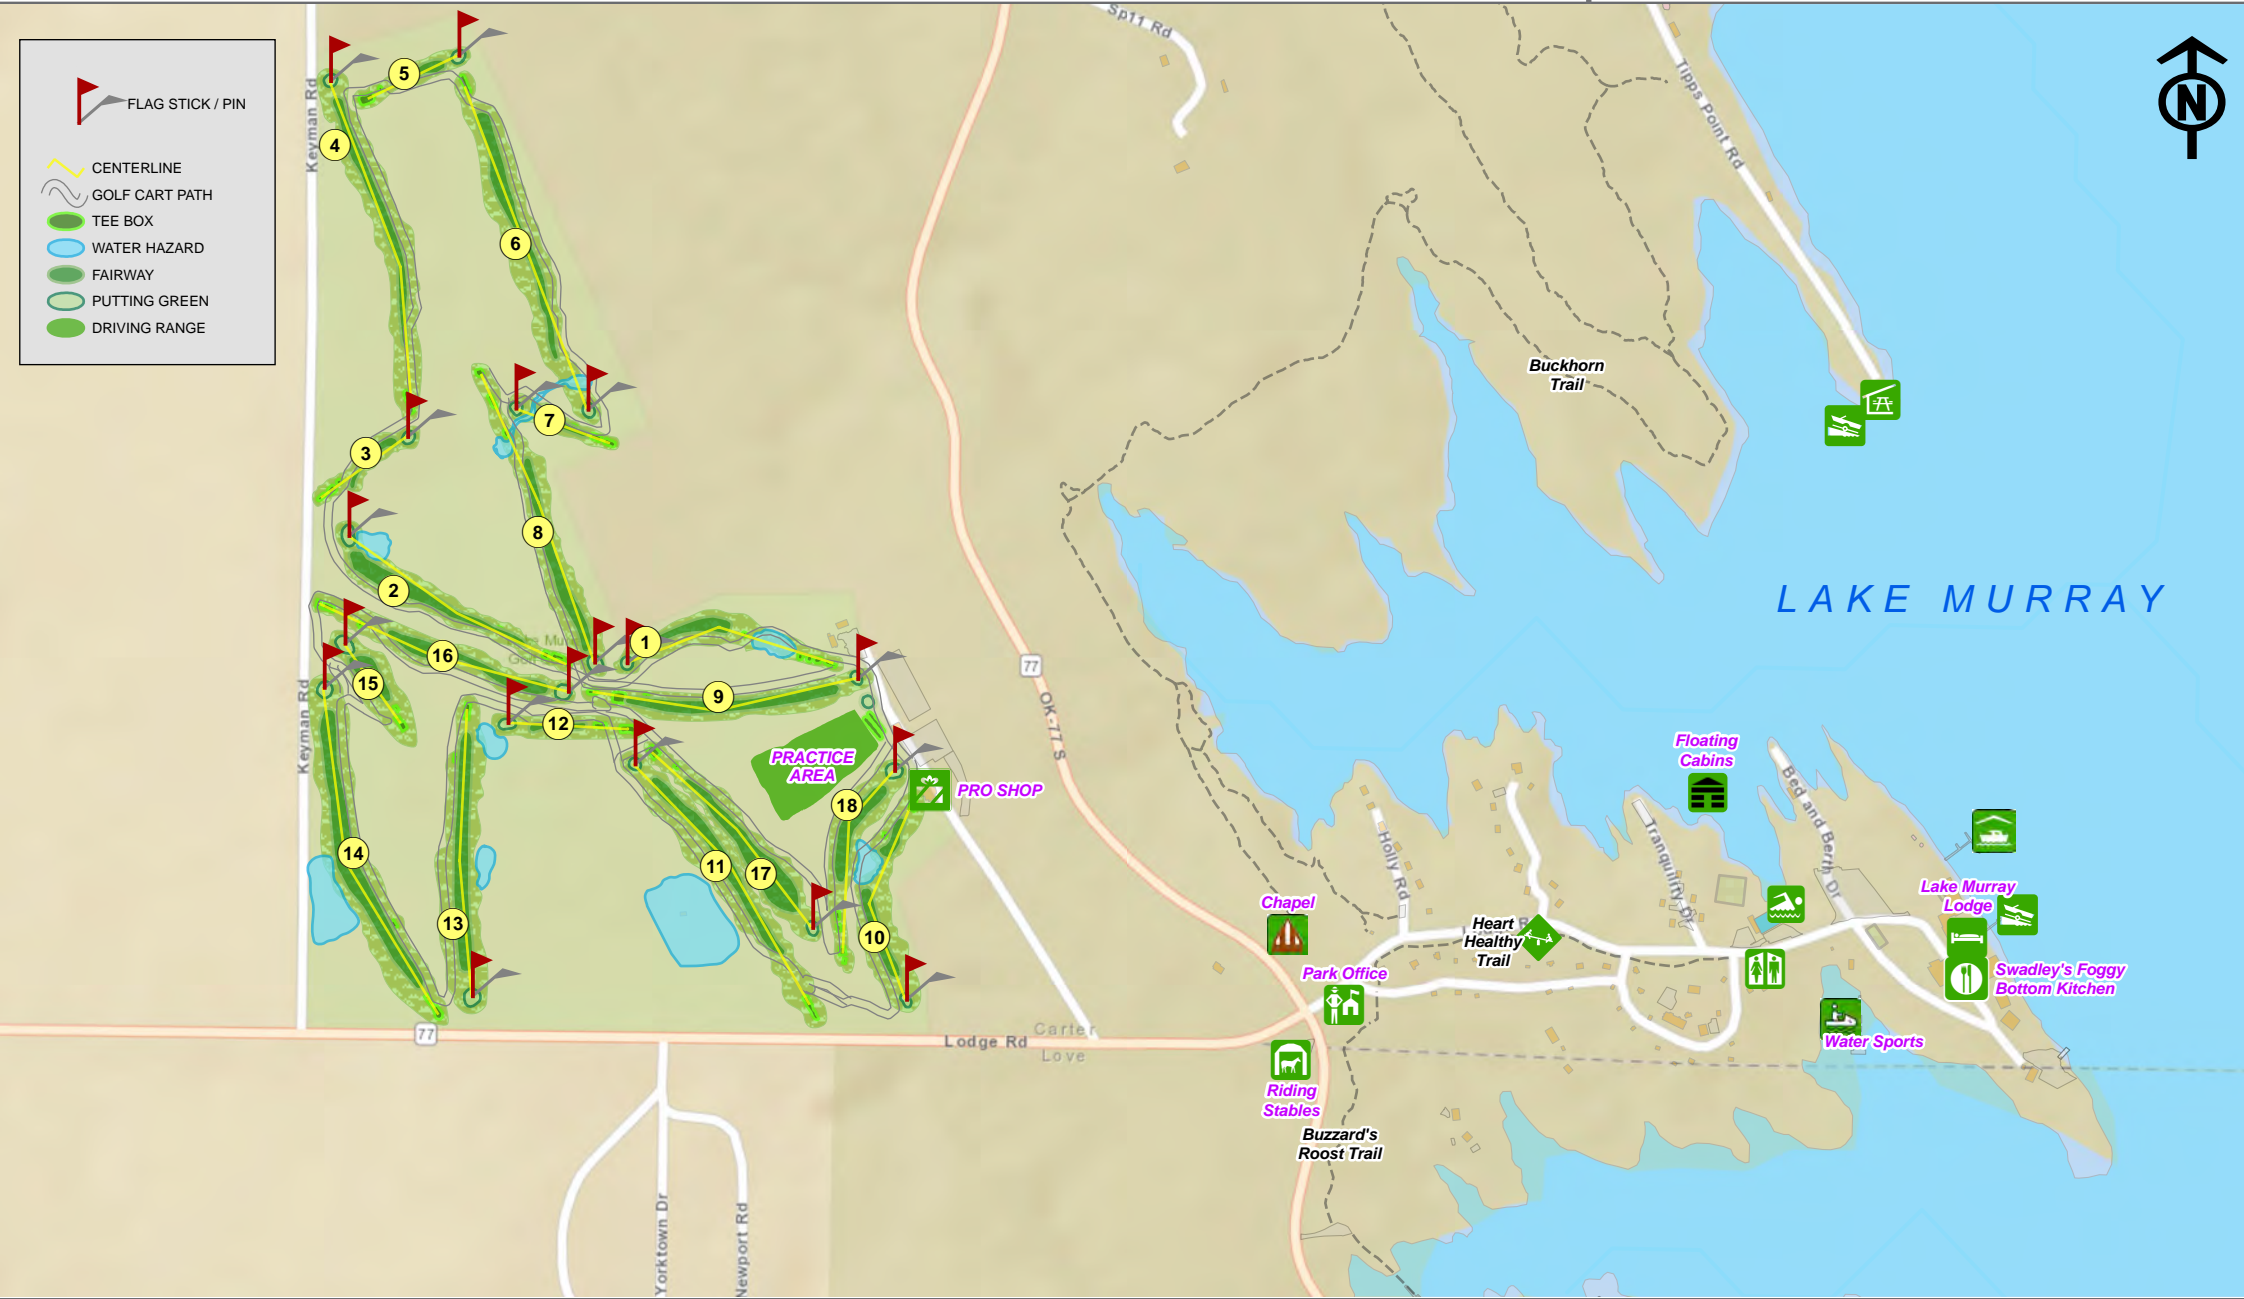 FLAG STICK / PIN
CENTERLINE
GOLF CART PATH
TEE BOX
WATER HAZARD
FAIRWAY
PUTTING GREEN
DRIVING RANGE
Keyman Rd
5
4
6
7
3
8
2
1
16
15
9
12
Keyman Rd
PRACTICE
AREA
PRO SHOP
18
14
11
17
13
10
77
Lodge Rd
Carter
Love
Yorktown Dr
Newport Rd
Sp11 Rd
77
OK-77 S
Tipps Point Rd
N
Buckhorn
Trail
LAKE MURRAY
Floating
Cabins
Bed and Berth Dr
Tranquility Dr
Holly Rd
Chapel
Heart
Healthy
Trail
Park Office
Lake Murray
Lodge
Swadley's Foggy
Bottom Kitchen
Water Sports
Riding
Stables
Buzzard's
Roost Trail